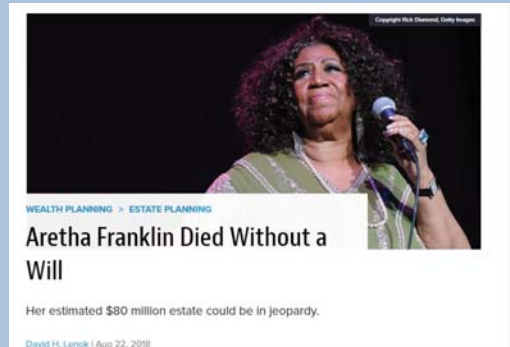 Copyright Rick Diamond, Getty Images
WEALTH PLANNING > ESTATE PLANNING
Aretha Franklin Died Without a
Will
Her estimated $80 million estate could be in jeopardy.
David H. Lenok | Aug 22, 2018